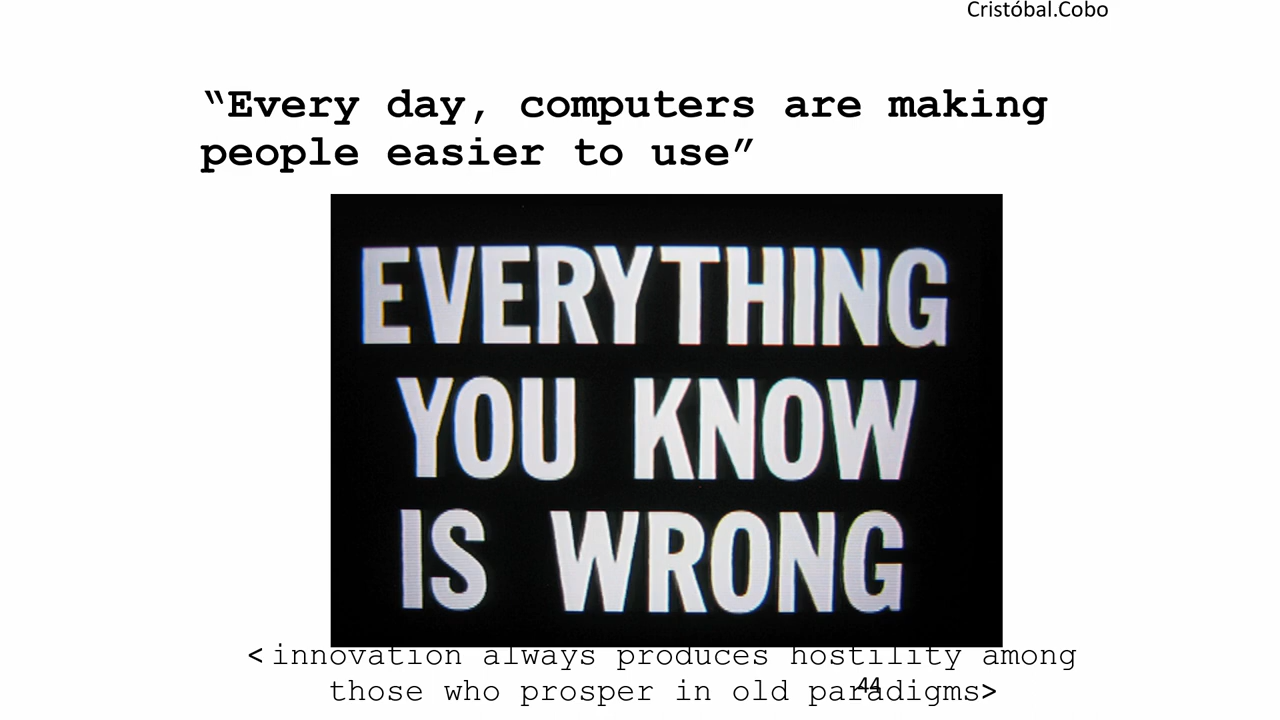 Cristóbal.Cobo
“Every day, computers are making
people easier to use”
EVERYTHING
YOU KNOW
IS WRONG
<innovation always produces hostility among
those who prosper in old paradigms>
44